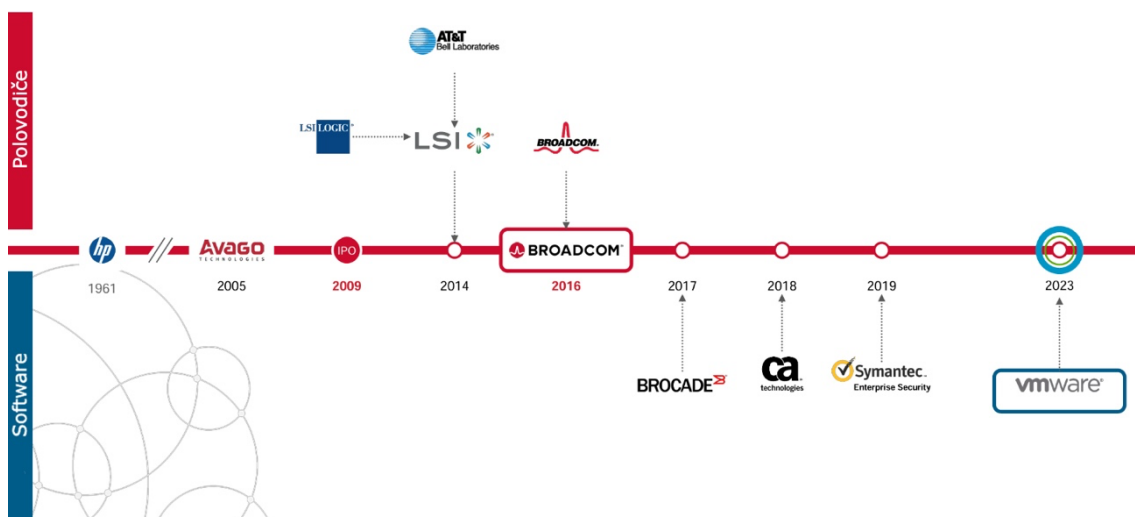 Polovodiče
AT&T
Bell Laboratories
LSI LOGIC
LSI
BROADCOM
hp
AVAGO
TECHNOLOGIES
IPO
BROADCOM
1961
2005
2009
2014
2016
2017
2018
2019
2023
Software
BROCADE
ca
technologies
Symantec.
Enterprise Security
vmware